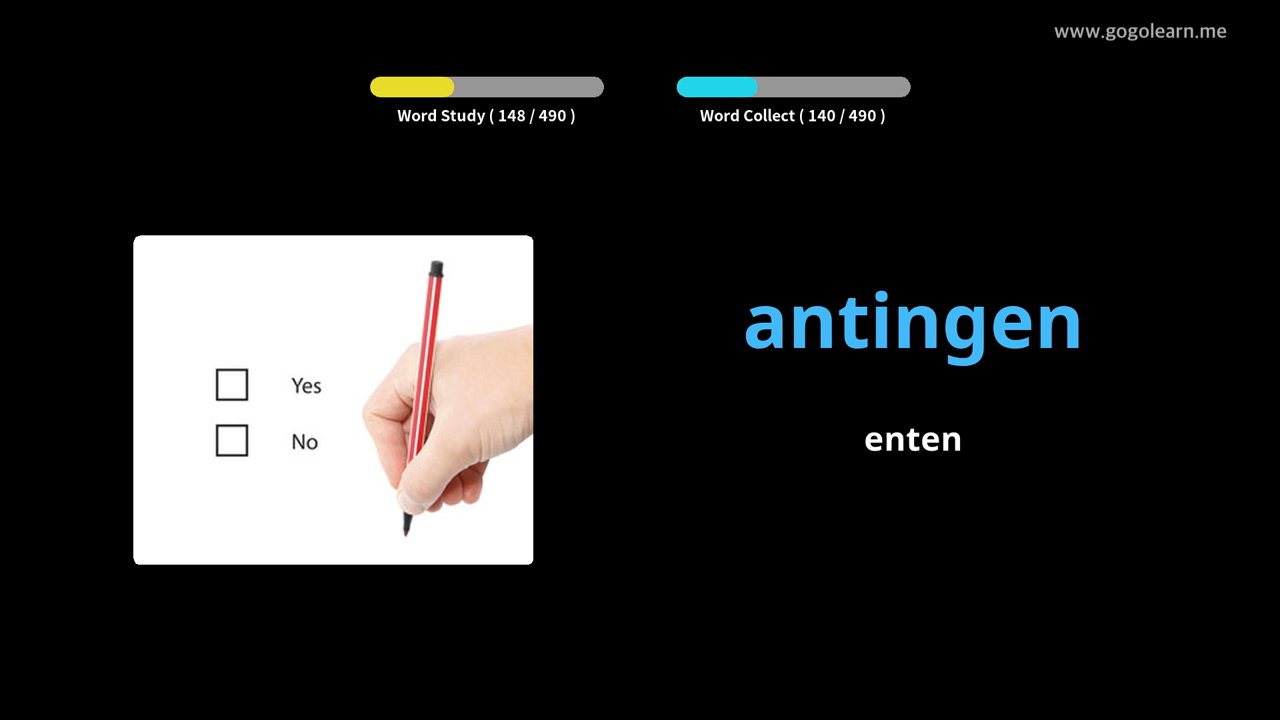 www.gogolearn.me
Word Study ( 148 / 490 )
Word Collect ( 140 / 490 )
antingen
Yes
No
enten